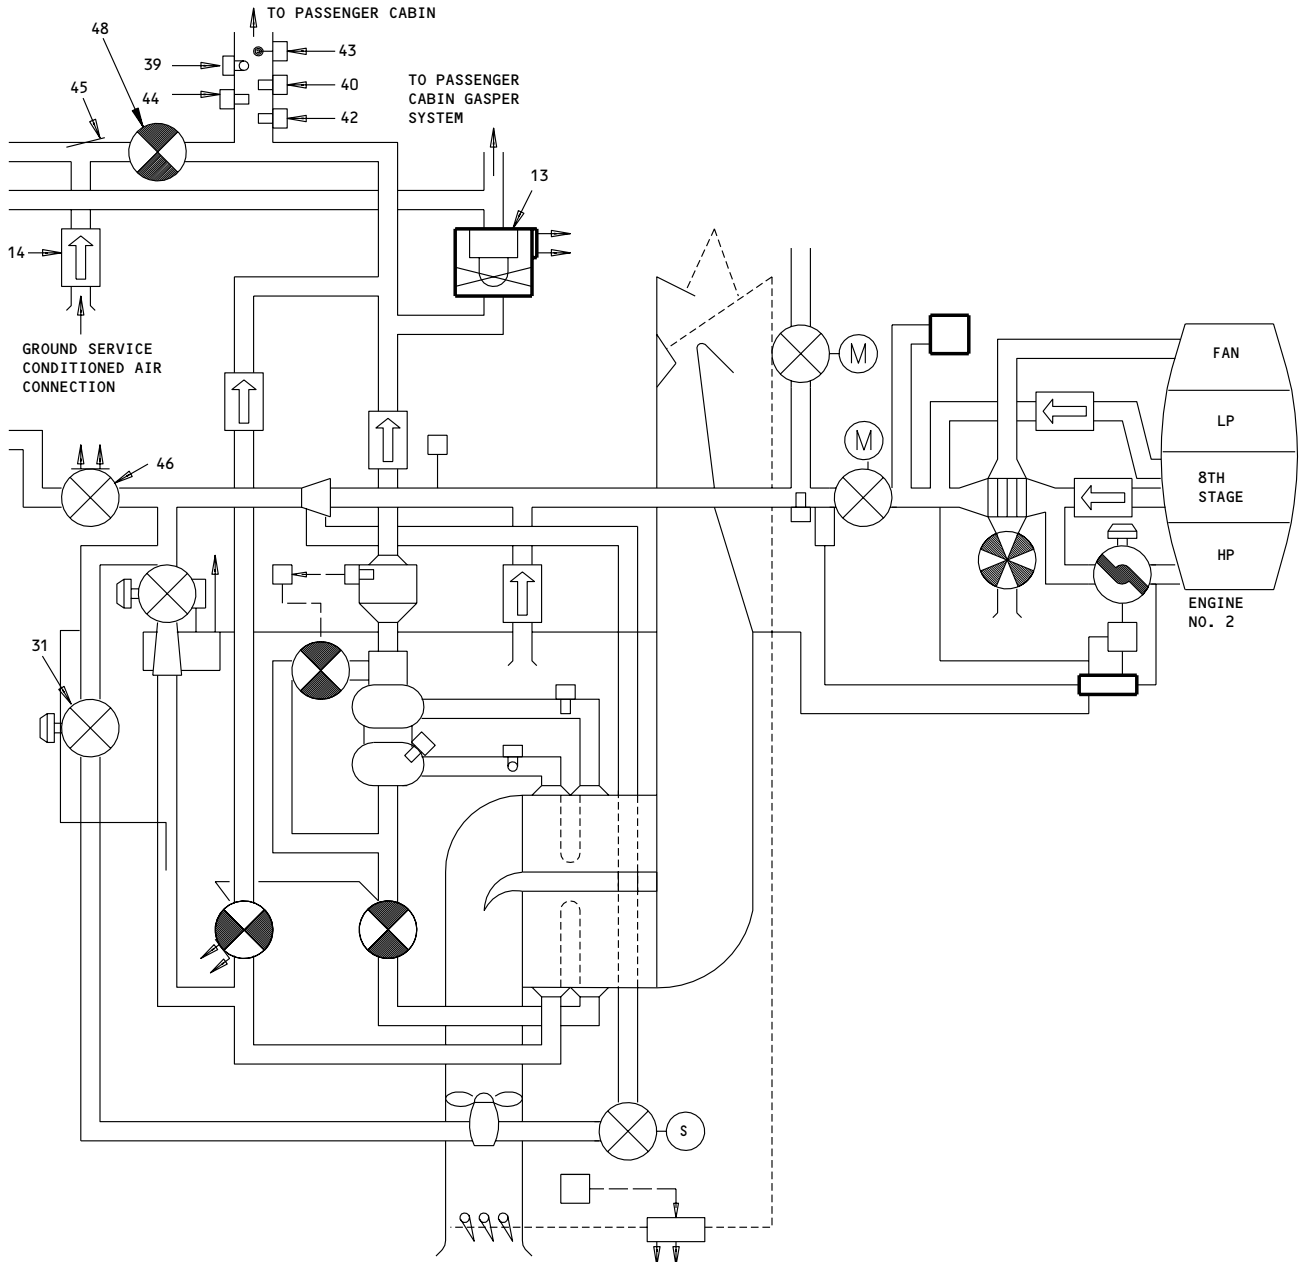 TO PASSENGER CABIN
48
43
39
40
TO PASSENGER
CABIN GASPER
SYSTEM
45
44
42
13
14
GROUND SERVICE
CONDITIONED AIR
CONNECTION
M
FAN
LP
M
46
8TH
STAGE
HP
ENGINE
NO. 2
31
S